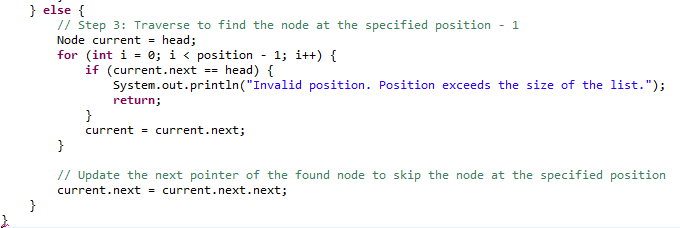 } else {
// Step 3: Traverse to find the node at the specified position - 1
Node current = head;
for (int i = 0; i < position - 1; i++) {
if (current.next == head) {
System.out.println("Invalid position. Position exceeds the size of the list.");
return;
}
current = current.next;
}
// Update the next pointer of the found node to skip the node at the specified position
current.next = current.next.next;
}
}